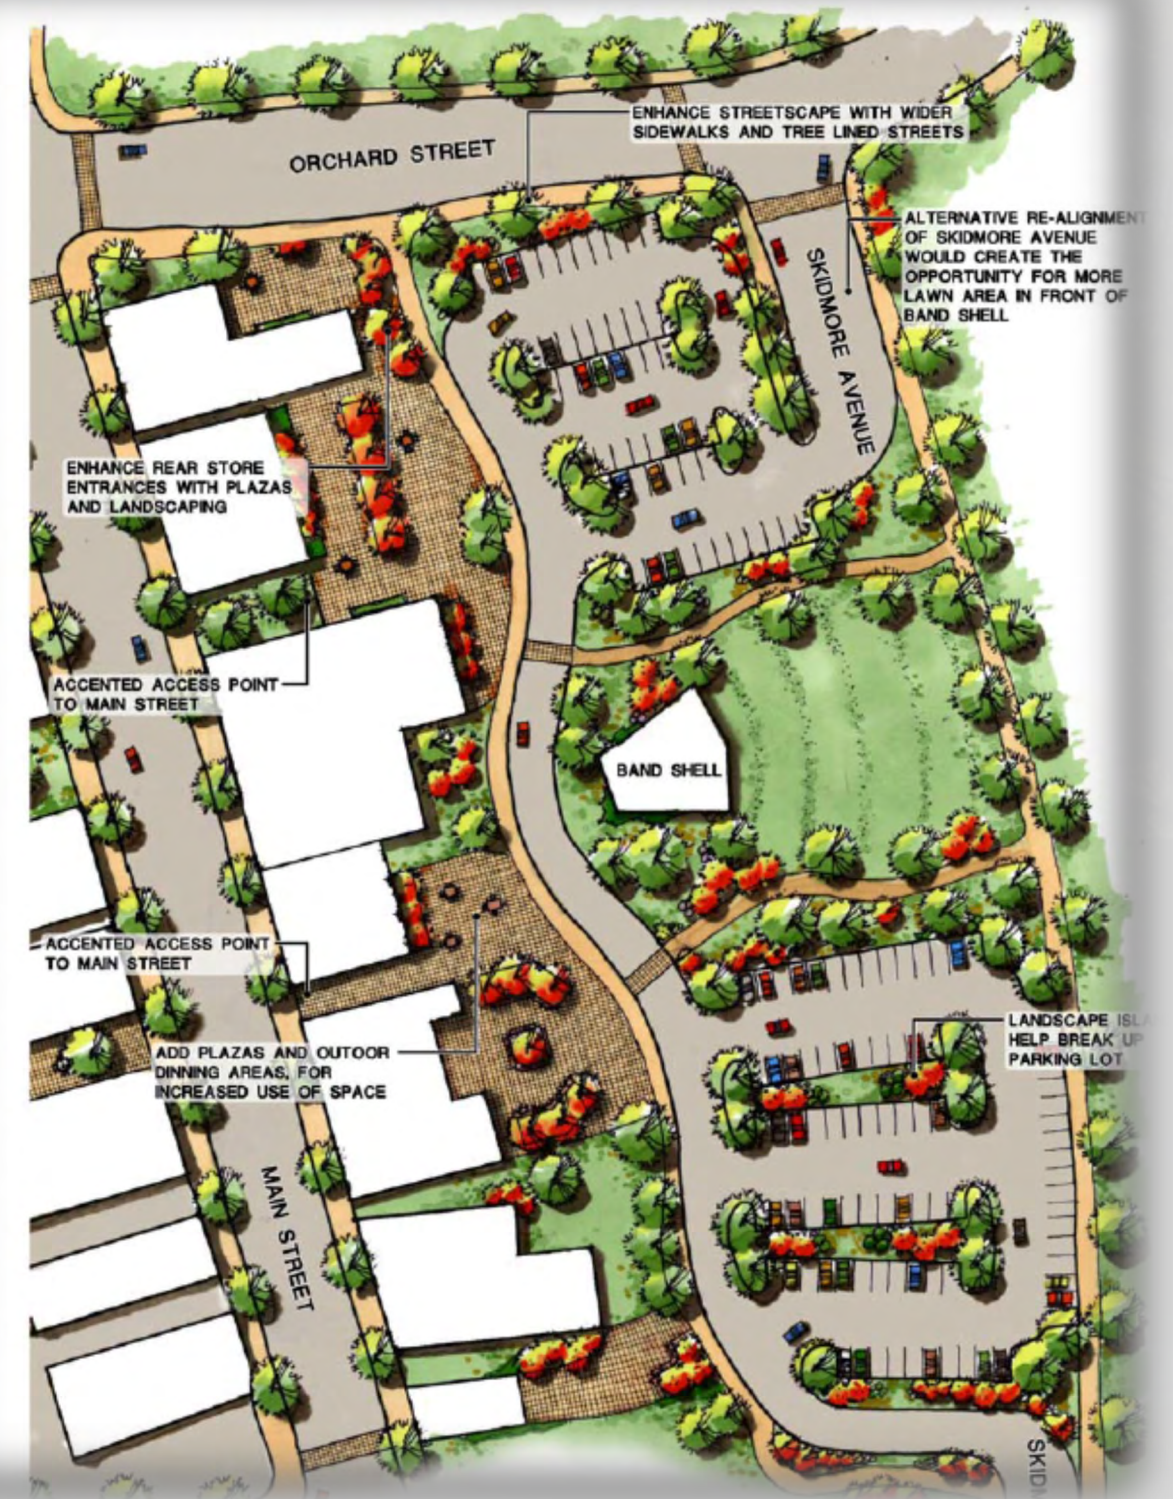 ENHANCE STREETSCAPE WITH WIDER
SIDEWALKS AND TREE LINED STREETS
ORCHARD STREET
ALTERNATIVE RE-ALIGNMENT
OF SKIDMORE AVENUE
WOULD CREATE THE
OPPORTUNITY FOR MORE
LAWN AREA IN FRONT OF
BAND SHELL
SKIDMORE AVENUE
ENHANCE REAR STORE
ENTRANCES WITH PLAZAS
AND LANDSCAPING
ACCENTED ACCESS POINT
TO MAIN STREET
BAND SHELL
ACCENTED ACCESS POINT
TO MAIN STREET
LANDSCAPE ISLA
HELP BREAK UP
PARKING LOT
ADD PLAZAS AND OUTOOR
DINNING AREAS, FOR
INCREASED USE OF SPACE
MAIN STREET
SKID